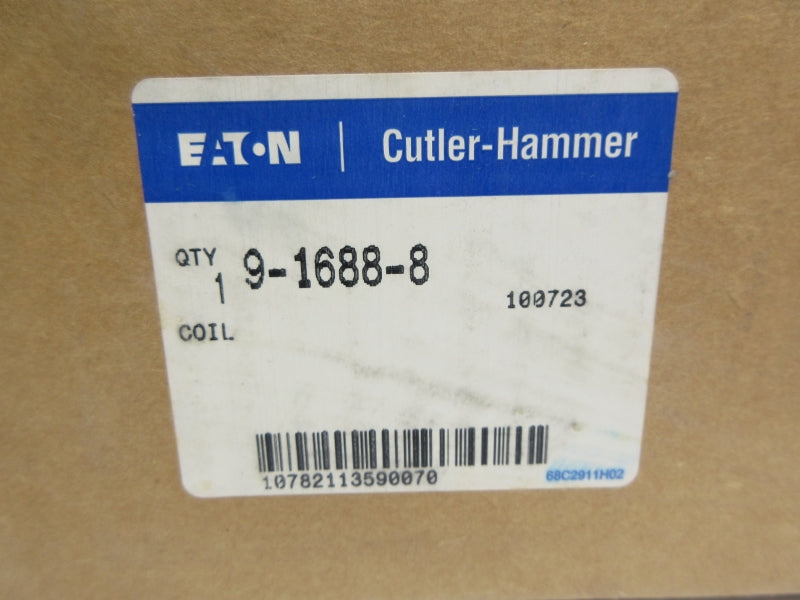 EATON | Cutler-Hammer
QTY 9-1688-8
1
100723
COIL
10782113590070
68C2911H02